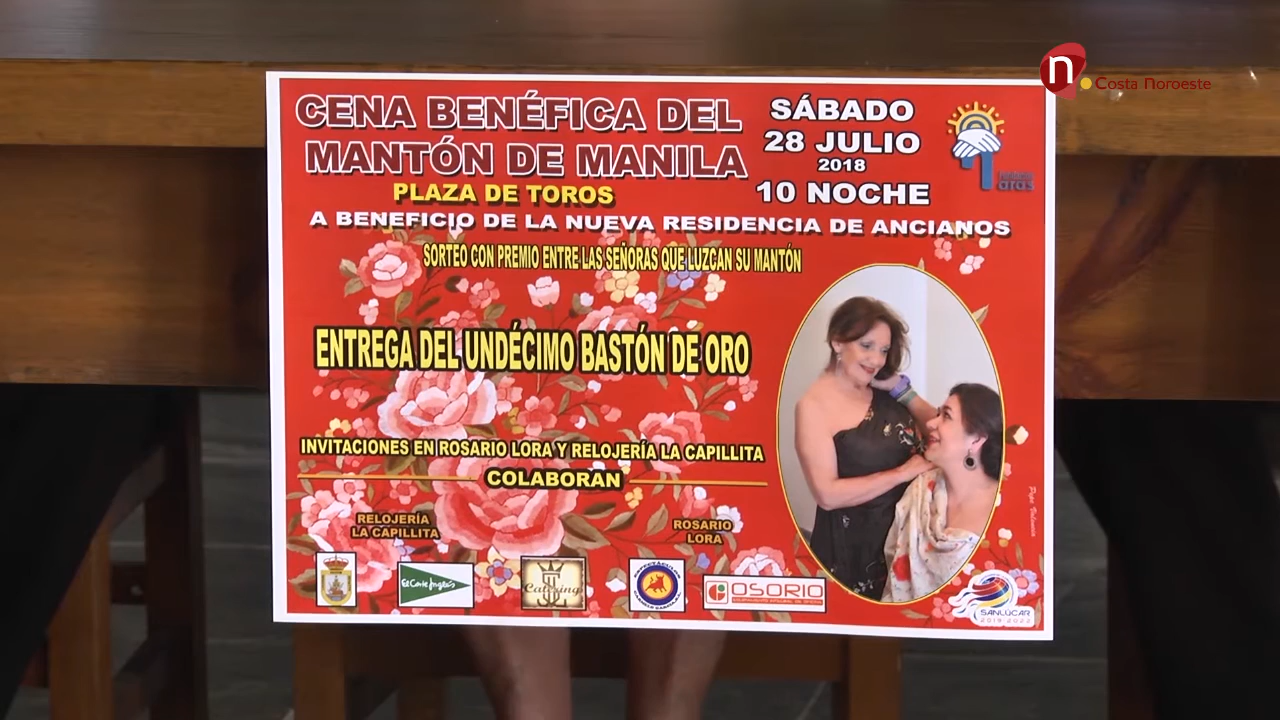 n
Costa Noroeste
CENA BENÉFICA DEL
MANTÓN DE MANILA
PLAZA DE TOROS
SÁBADO
28 JULIO
2018
10 NOCHE
aras
A BENEFICIO DE LA NUEVA RESIDENCIA DE ANCIANOS
SORTEO CON PREMIO ENTRE LAS SEÑORAS QUE LUZCAN SU MANTÓN
ENTREGA DEL UNDÉCIMO BASTÓN DE ORO
INVITACIONES EN ROSARIO LORA Y RELOJERÍA LA CAPILLITA
COLABORAN
RELOJERÍA
LA CAPILLITA
ROSARIO
LORA
El Corte Inglés
Catering
OSORIO
SANLÚCAR
2019-2022